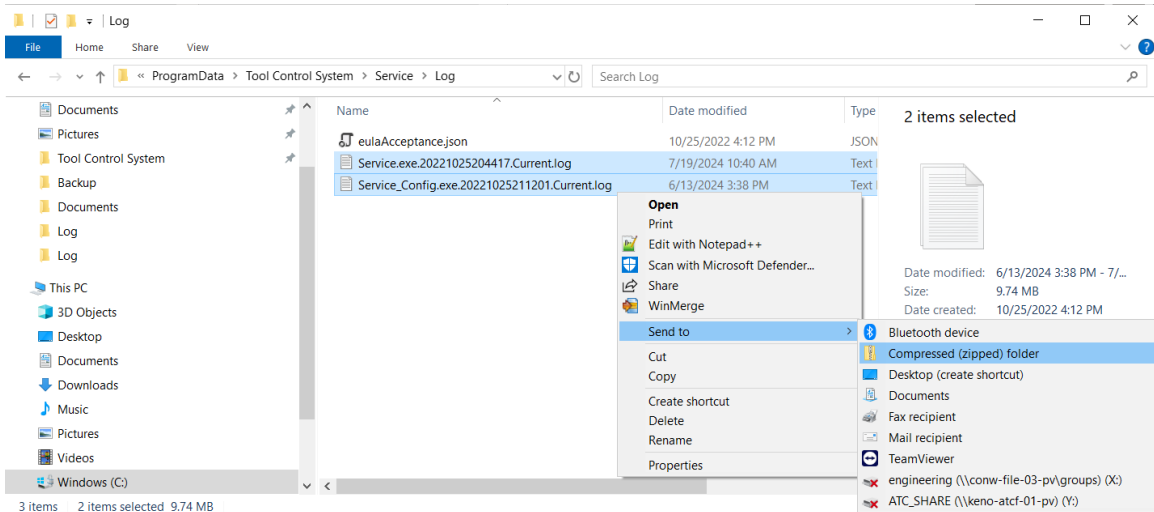 Log
File Home Share View
?
« ProgramData > Tool Control System > Service > Log
Search Log
Documents
Pictures
Tool Control System
Backup
Documents
Log
Log
This PC
3D Objects
Desktop
Documents
Downloads
Music
Pictures
Videos
Windows (C:)
Name Date modified Type
eulaAcceptance.json 10/25/2022 4:12 PM JSON
Service.exe.20221025204417.Current.log 7/19/2024 10:40 AM Text
Service_Config.exe.20221025211201.Current.log 6/13/2024 3:38 PM Text
Open
Print
Edit with Notepad++
Scan with Microsoft Defender...
Share
WinMerge
Send to
Cut
Copy
Create shortcut
Delete
Rename
Properties
2 items selected
Date modified: 6/13/2024 3:38 PM - 7/...
Size: 9.74 MB
Date created: 10/25/2022 4:12 PM
Bluetooth device
Compressed (zipped) folder
Desktop (create shortcut)
Documents
Fax recipient
Mail recipient
TeamViewer
engineering (\\conw-file-03-pv\groups) (X:)
ATC_SHARE (\\keno-atcf-01-pv) (Y:)
3 items 2 items selected 9.74 MB